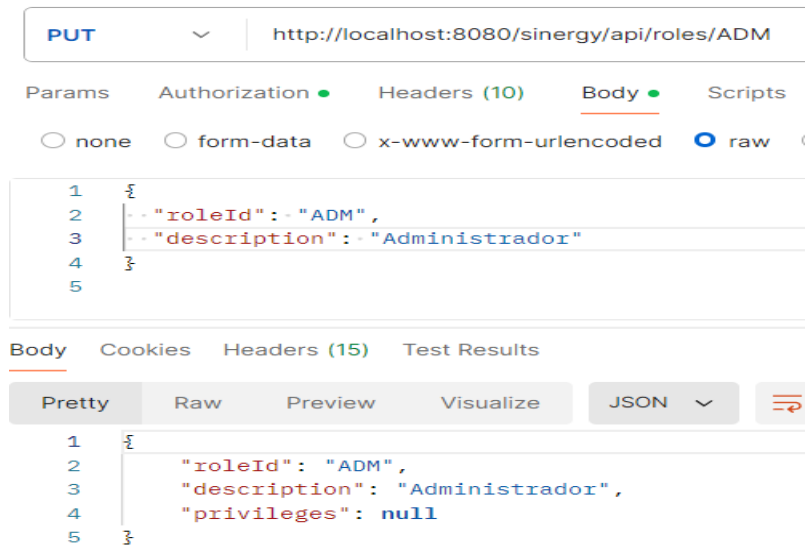 PUT http://localhost:8080/sinergy/api/roles/ADM
Params Authorization Headers (10) Body Scripts
none form-data x-www-form-urlencoded raw
1 {
2 "roleId": "ADM",
3 "description": "Administrador"
4 }
5
Body Cookies Headers (15) Test Results
Pretty Raw Preview Visualize JSON
1 {
2 "roleId": "ADM",
3 "description": "Administrador",
4 "privileges": null
5 }